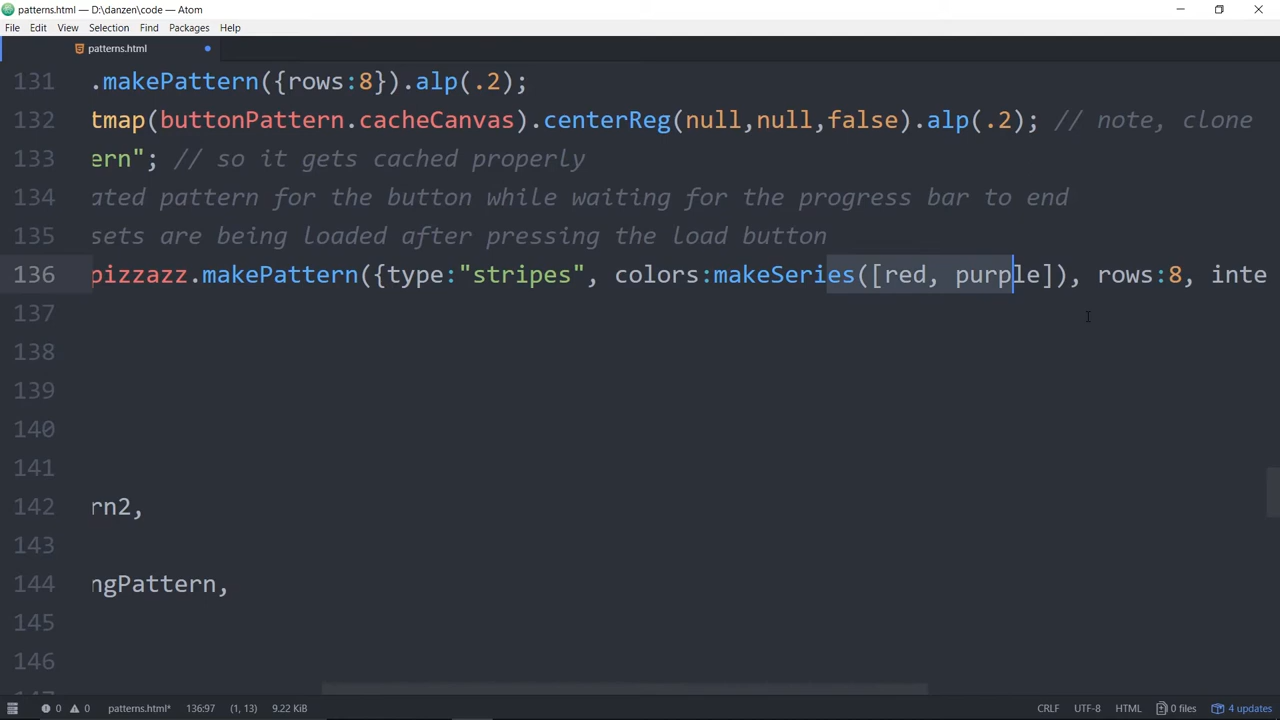 patterns.html — D:\danzen\code — Atom
File Edit View Selection Find Packages Help
patterns.html
131 .makePattern({rows:8}).alp(.2);
132 tmap(buttonPattern.cacheCanvas).centerReg(null,null,false).alp(.2); // note, clone
133 ern"; // so it gets cached properly
134 ated pattern for the button while waiting for the progress bar to end
135 sets are being loaded after pressing the load button
136 pizzazz.makePattern({type:"stripes", colors:makeSeries([red, purple]), rows:8, inte
137
138
139
140
141
142 rn2,
143
144 ngPattern,
145
146
147
0 0 patterns.html* 136:97 (1, 13) 9.22 KiB CRLF UTF-8 HTML 0 files 4 updates